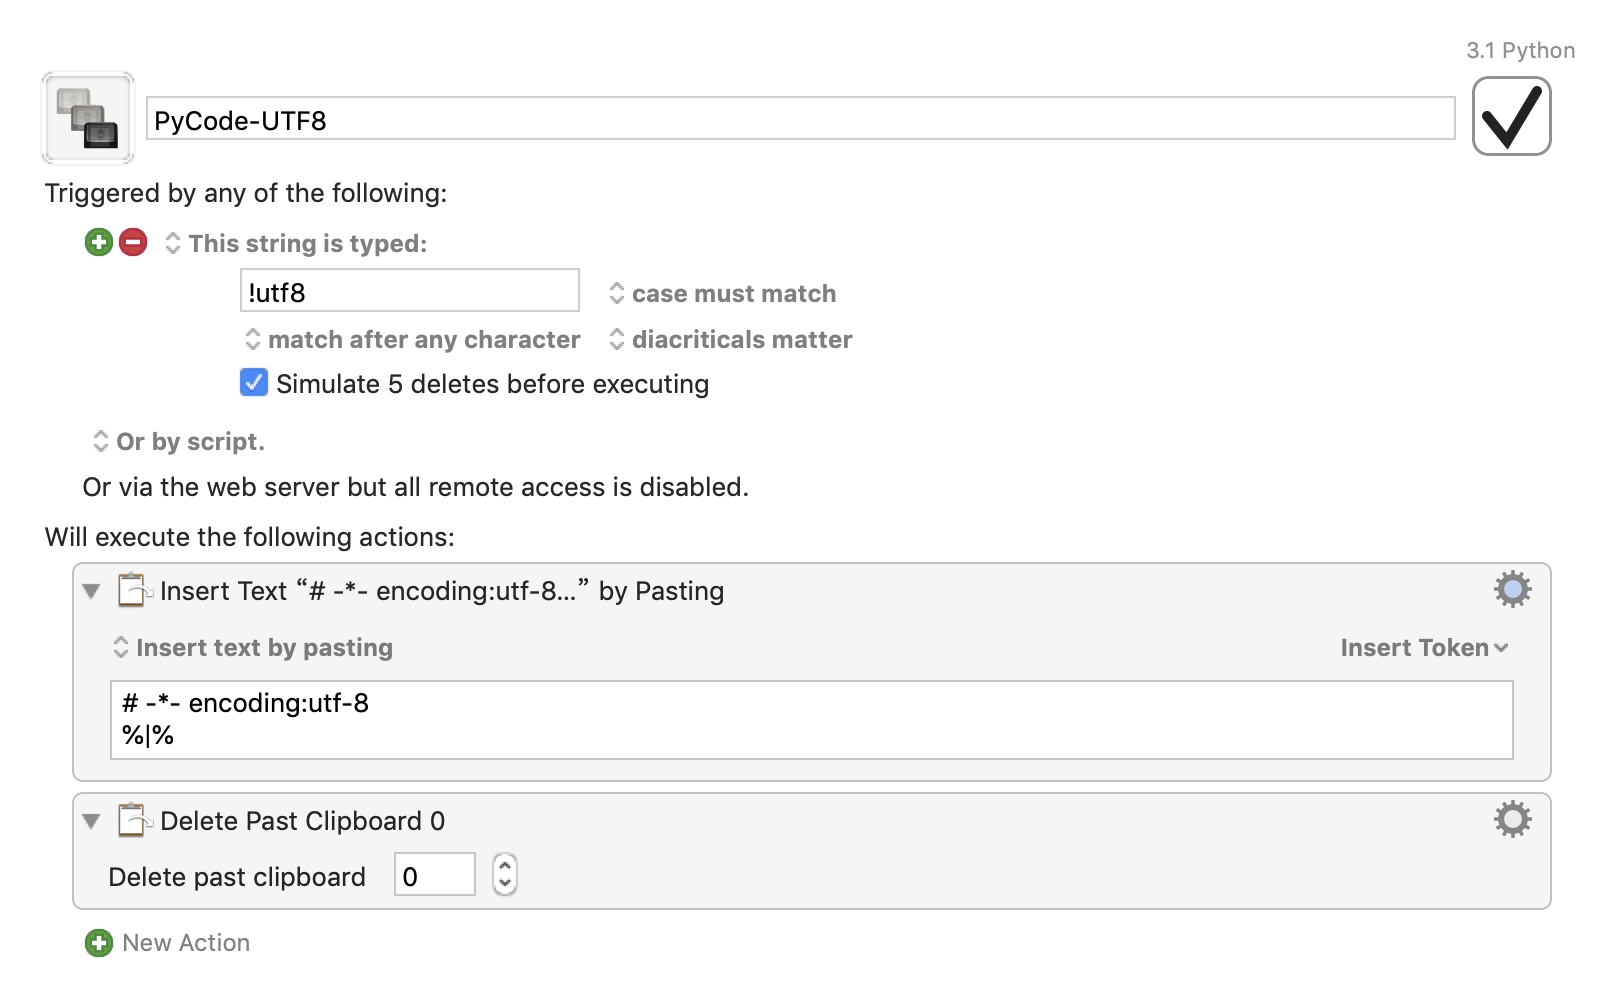 3.1 Python
PyCode-UTF8
Triggered by any of the following:
This string is typed:
!utf8
case must match
match after any character
diacriticals matter
Simulate 5 deletes before executing
Or by script.
Or via the web server but all remote access is disabled.
Will execute the following actions:
Insert Text “# -*- encoding:utf-8...” by Pasting
Insert text by pasting
Insert Token
# -*- encoding:utf-8
%|%
Delete Past Clipboard 0
Delete past clipboard 0
New Action